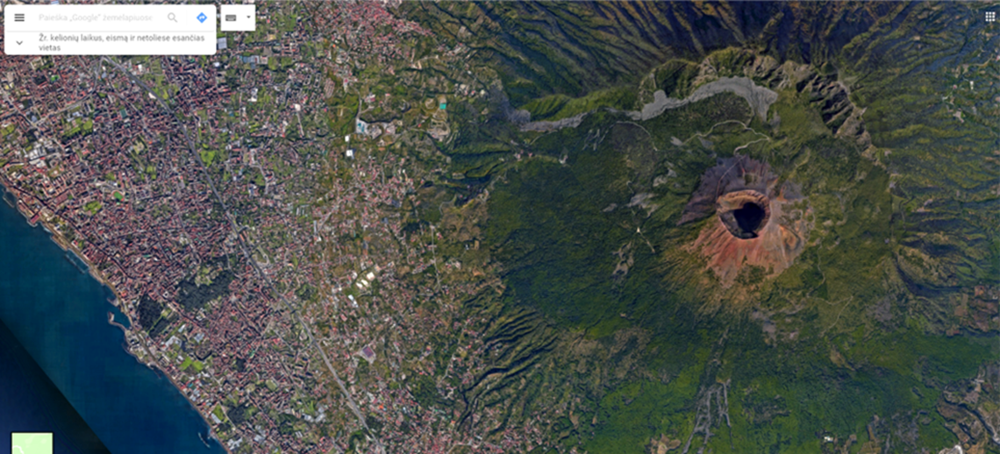 Paieška „Google“ žemėlapiuose
Žr. kelionių laikus, eismą ir netoliese esančias
vietas